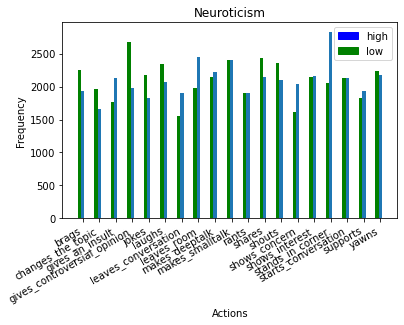 Neuroticism
high
low
Frequency
2500
2000
1500
1000
500
0
brags
changes_the_topic
gives_an_insult
gives_controversial_opinion
jokes
laughs
leaves_conversation
leaves_room
makes_deeptalk
makes_smalltalk
rants
shares
shouts
shows_concern
shows_interest
stands_in_corner
starts_conversation
supports
yawns
Actions